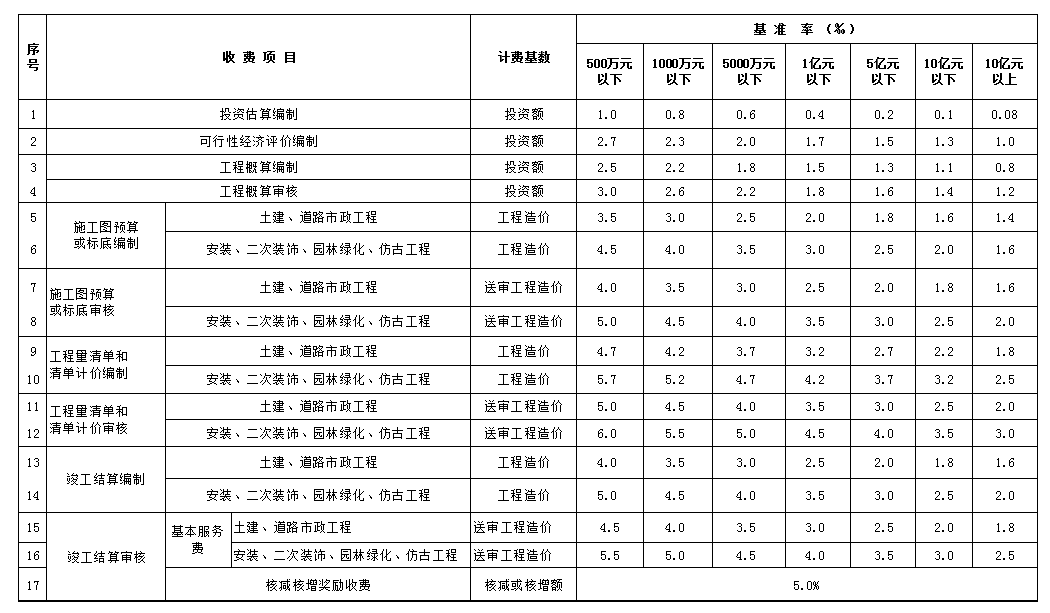 序号 收费项目 计费基数 基准率（‰）
500万元以下 1000万元以下 5000万元以下 1亿元以下 5亿元以下 10亿元以下 10亿元以上
1 投资估算编制 投资额 1.0 0.8 0.6 0.4 0.2 0.1 0.08
2 可行性经济评价编制 投资额 2.7 2.3 2.0 1.7 1.5 1.3 1.0
3 工程概算编制 投资额 2.5 2.2 1.8 1.5 1.3 1.1 0.8
4 工程概算审核 投资额 3.0 2.6 2.2 1.8 1.6 1.4 1.2
施工图预算或标底编制
5 土建、道路市政工程 工程造价 3.5 3.0 2.5 2.0 1.8 1.6 1.4
6 安装、二次装饰、园林绿化、仿古工程 工程造价 4.5 4.0 3.5 3.0 2.5 2.0 1.6
施工图预算或标底审核
7 土建、道路市政工程 送审工程造价 4.0 3.5 3.0 2.5 2.0 1.8 1.6
8 安装、二次装饰、园林绿化、仿古工程 送审工程造价 5.0 4.5 4.0 3.5 3.0 2.5 2.0
工程量清单和清单计价编制
9 土建、道路市政工程 工程造价 4.7 4.2 3.7 3.2 2.7 2.2 1.8
10 安装、二次装饰、园林绿化、仿古工程 工程造价 5.7 5.2 4.7 4.2 3.7 3.2 2.5
工程量清单和清单计价审核
11 土建、道路市政工程 送审工程造价 5.0 4.5 4.0 3.5 3.0 2.5 2.0
12 安装、二次装饰、园林绿化、仿古工程 送审工程造价 6.0 5.5 5.0 4.5 4.0 3.5 3.0
竣工结算编制
13 土建、道路市政工程 工程造价 4.0 3.5 3.0 2.5 2.0 1.8 1.6
14 安装、二次装饰、园林绿化、仿古工程 工程造价 5.0 4.5 4.0 3.5 3.0 2.5 2.0
竣工结算审核
基本服务费
15 土建、道路市政工程 送审工程造价 4.5 4.0 3.5 3.0 2.5 2.0 1.8
16 安装、二次装饰、园林绿化、仿古工程 送审工程造价 5.5 5.0 4.5 4.0 3.5 3.0 2.5
17 核减核增奖励收费 核减或核增额 5.0%